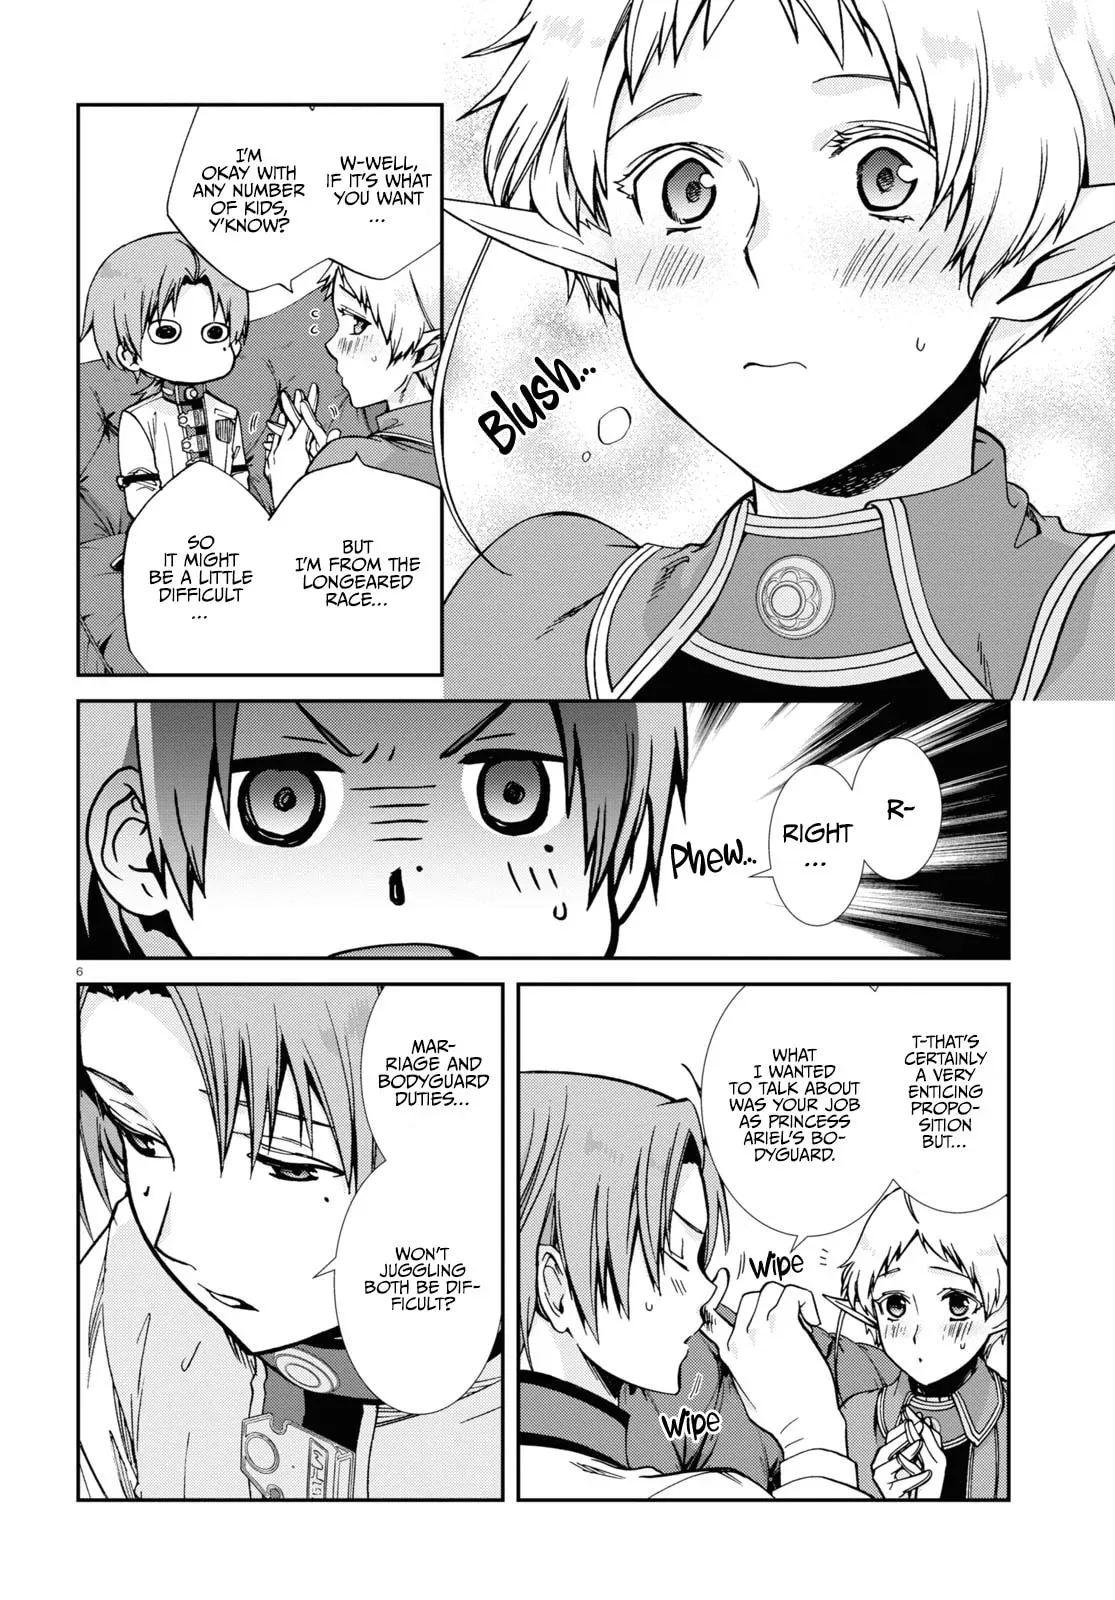 Blush...
W-WELL,
IF IT'S WHAT
YOU WANT
...
I'M
OKAY WITH
ANY NUMBER
OF KIDS,
Y'KNOW?
BUT
I'M FROM THE
LONGEARED
RACE...
SO
IT MIGHT
BE A LITTLE
DIFFICULT
...
R-
RIGHT
...
Phew...
6
T-THAT'S
CERTAINLY
A VERY
ENTICING
PROPO-
SITION
BUT...
WHAT
I WANTED
TO TALK ABOUT
WAS YOUR JOB
AS PRINCESS
ARIEL'S BO-
DYGUARD.
Wipe
Wipe
MAR-
RIAGE AND
BODYGUARD
DUTIES...
WON'T
JUGGLING
BOTH BE DIF-
FICULT?